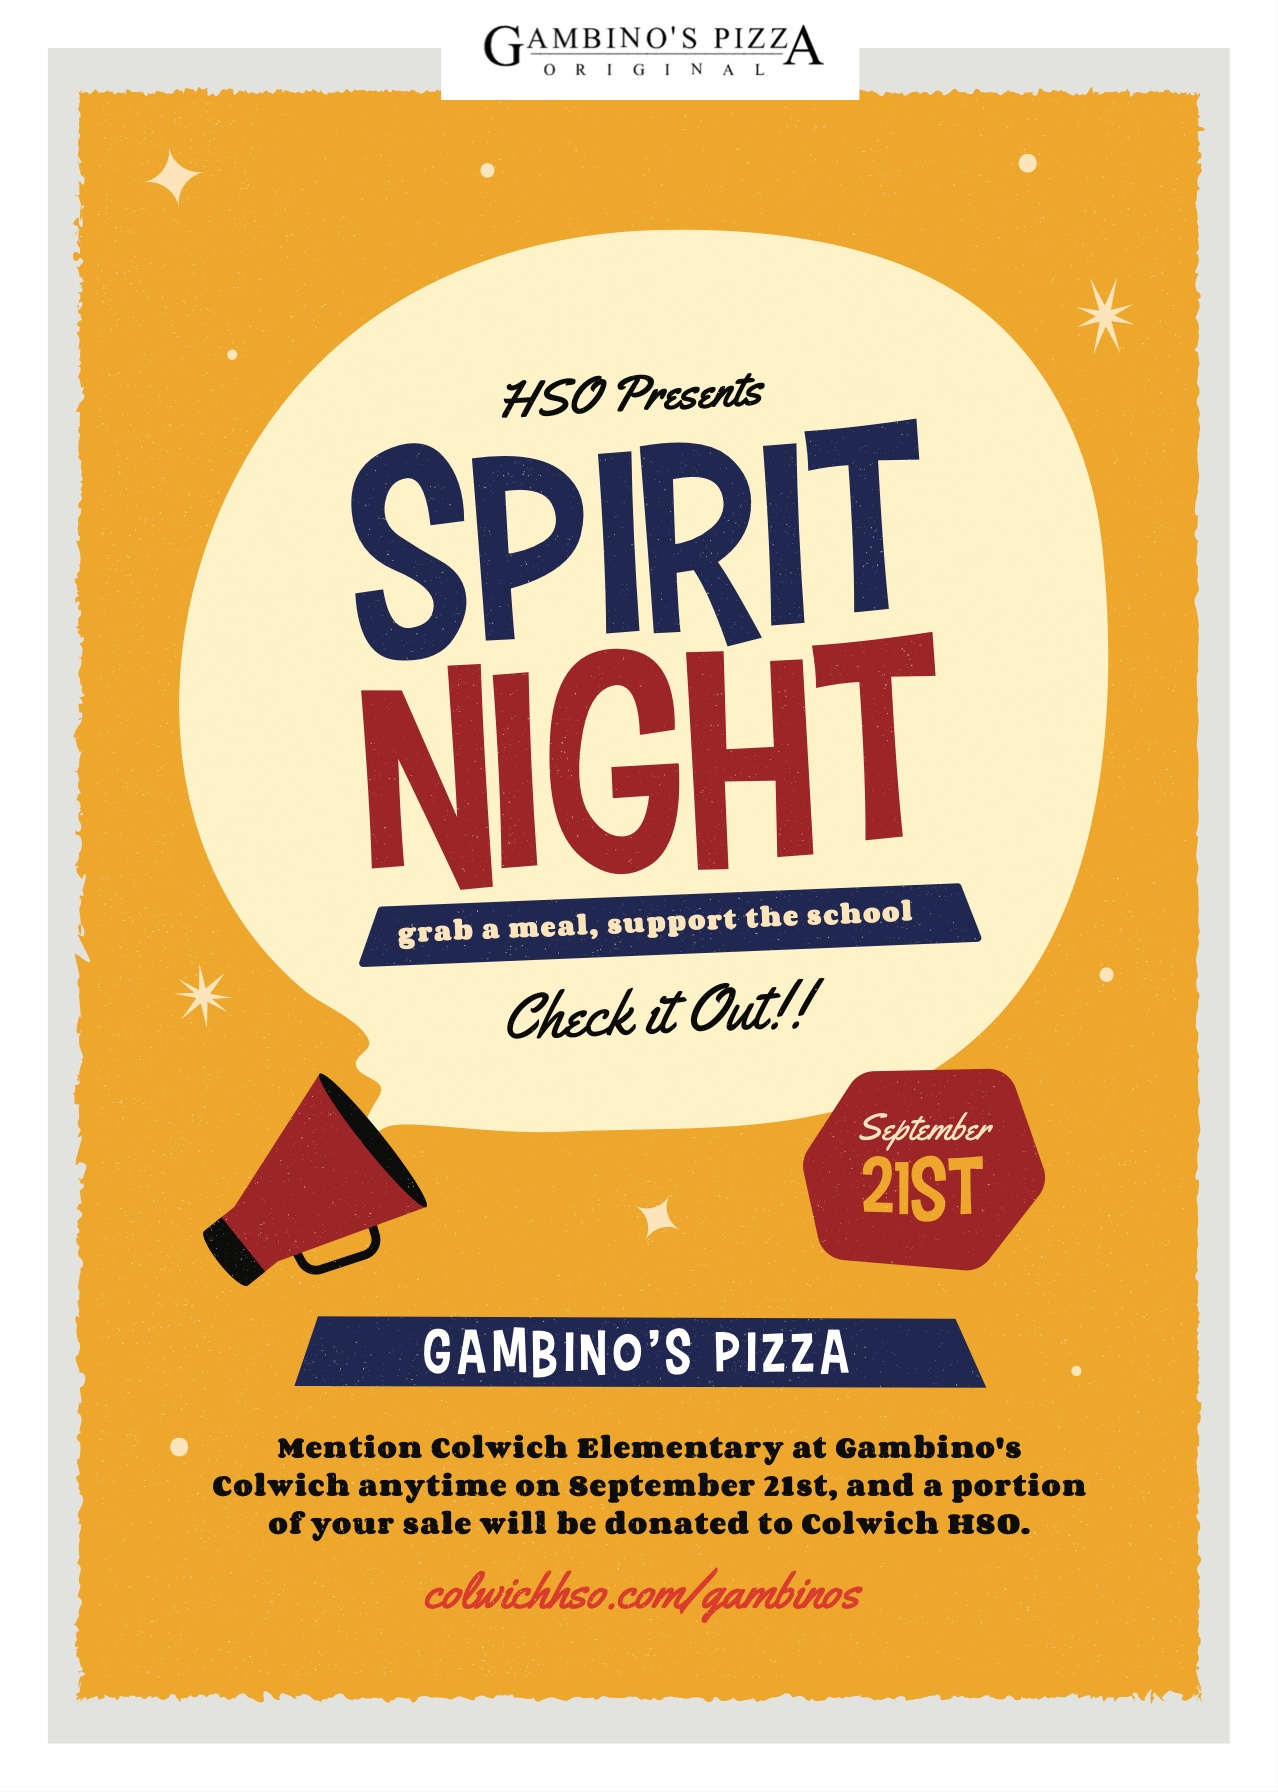 GAMBINO'S PIZZA
ORIGINAL
HSO Presents
SPIRIT
NIGHT
grab a meal, support the school
Check it Out!!
September
21ST
GAMBINO'S PIZZA
Mention Colwich Elementary at Gambino's
Colwich anytime on September 21st, and a portion
of your sale will be donated to Colwich HSO.
colwichhso.com/gambinos